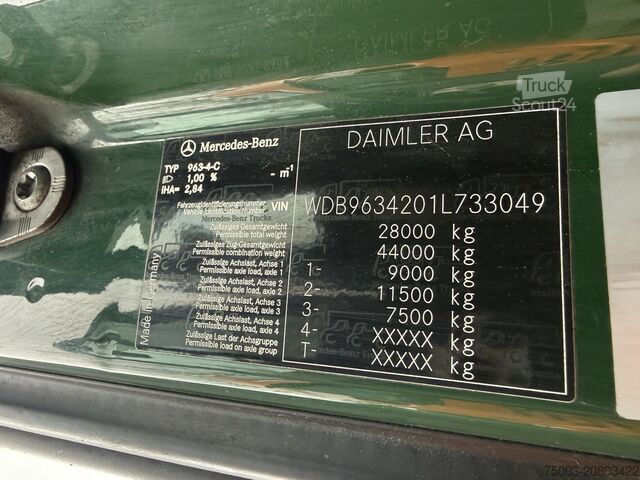 DAIMLER AG
Truck
Scout24
Mercedes-Benz
DAIMLER AG
TYP 963-4-C
1,00 % - m⁻¹
IHA= 2,84
Fahrzeugidentifizierungsnummer
Vehicle Identification Number VIN WDB9634201L733049
Mercedes-Benz Trucks
Zulässiges Gesamtgewicht
Permissible total weight 28000 kg
Zulässiges Zug-Gesamtgewicht
Permissible combination weight 44000 kg
Zulässige Achslast, Achse 1
Permissible axle load, axle 1 1- 9000 kg
Zulässige Achslast, Achse 2
Permissible axle load, axle 2 2- 11500 kg
Zulässige Achslast, Achse 3
Permissible axle load, axle 3 3- 7500 kg
Zulässige Achslast, Achse 4
Permissible axle load, axle 4 4- XXXXX kg
Zulässige Last der Achsgruppe
Permissible load on axle group T- XXXXX kg
Mercedes-Benz Trucks
Made in Germany
75003-20803422